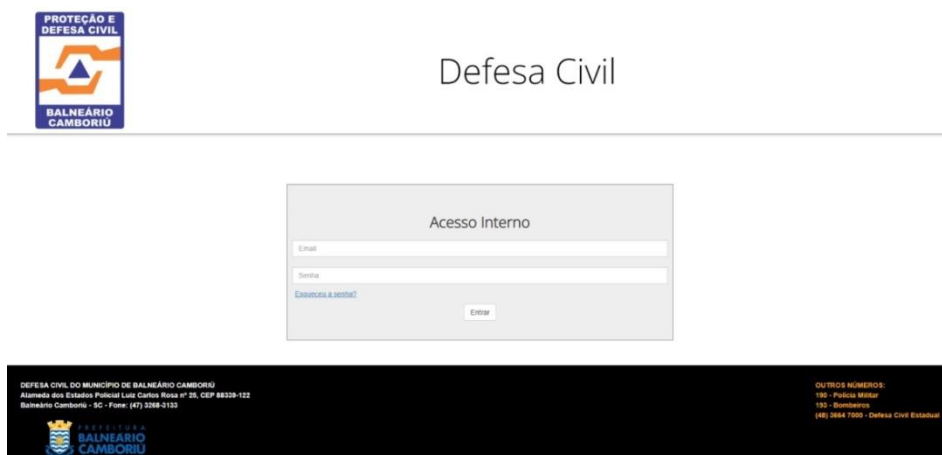 PROTEÇÃO E
DEFESA CIVIL
BALNEÁRIO
CAMBORIÚ
Defesa Civil
Acesso Interno
Email
Senha
Esqueceu a senha?
Entrar
DEFESA CIVIL DO MUNICÍPIO DE BALNEÁRIO CAMBORIÚ
Alameda dos Estados Policial Luiz Carlos Rosa nº 25, CEP 88339-122
Balneário Camboriú - SC - Fone: (47) 3268-3133
PREFEITURA
BALNEÁRIO
CAMBORIÚ
OUTROS NÚMEROS:
190 - Polícia Militar
193 - Bombeiros
(48) 3664 7000 - Defesa Civil Estadual